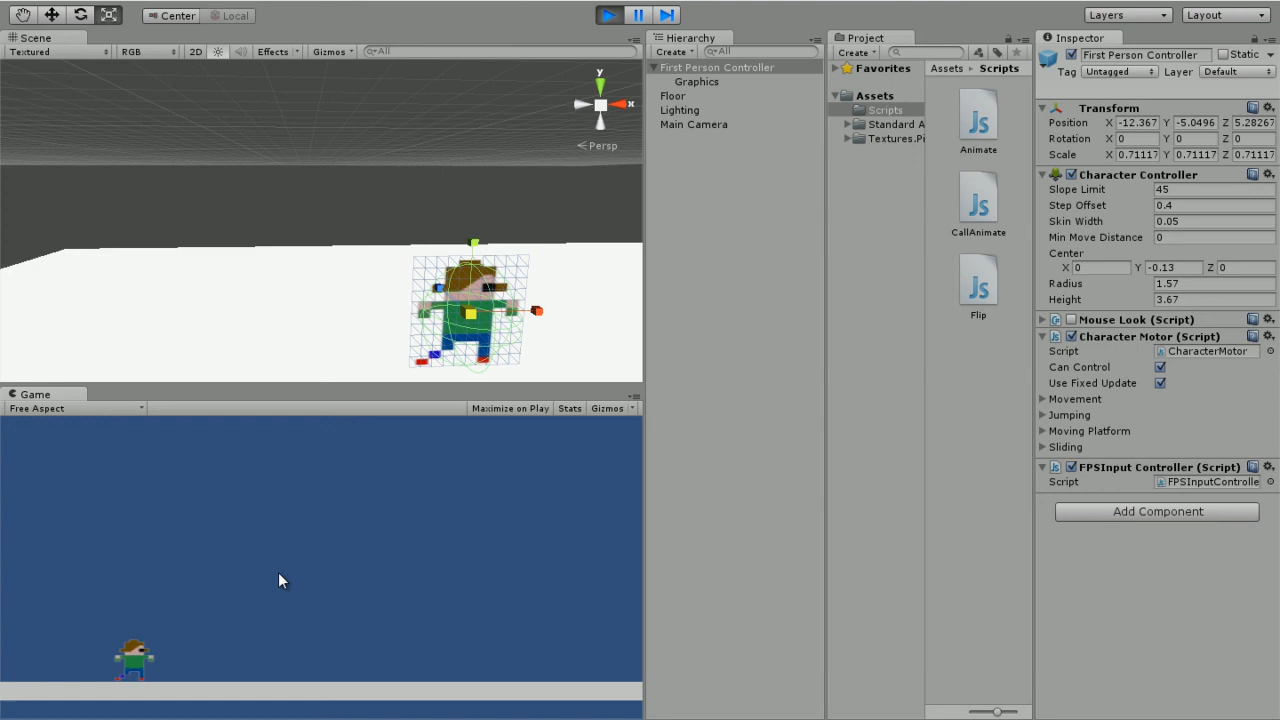 Center Local Layers Layout
Scene
Textured RGB 2D Effects Gizmos All
y
x
Persp
Game
Free Aspect Maximize on Play Stats Gizmos
Hierarchy
Create All
First Person Controller
Graphics
Floor
Lighting
Main Camera
Project
Create
Favorites
Assets
Scripts
Standard A
Textures.Pi
Assets Scripts
Js
Animate
Js
CallAnimate
Js
Flip
Inspector
First Person Controller Static
Tag Untagged Layer Default
Transform
Position X -12.367 Y -5.0496 Z 5.28267
Rotation X 0 Y 0 Z 0
Scale X 0.71117 Y 0.71117 Z 0.71117
Character Controller
Slope Limit 45
Step Offset 0.4
Skin Width 0.05
Min Move Distance 0
Center
X 0 Y -0.13 Z 0
Radius 1.57
Height 3.67
Mouse Look (Script)
Character Motor (Script)
Script CharacterMotor
Can Control
Use Fixed Update
Movement
Jumping
Moving Platform
Sliding
FPSInput Controller (Script)
Script FPSInputControlle
Add Component